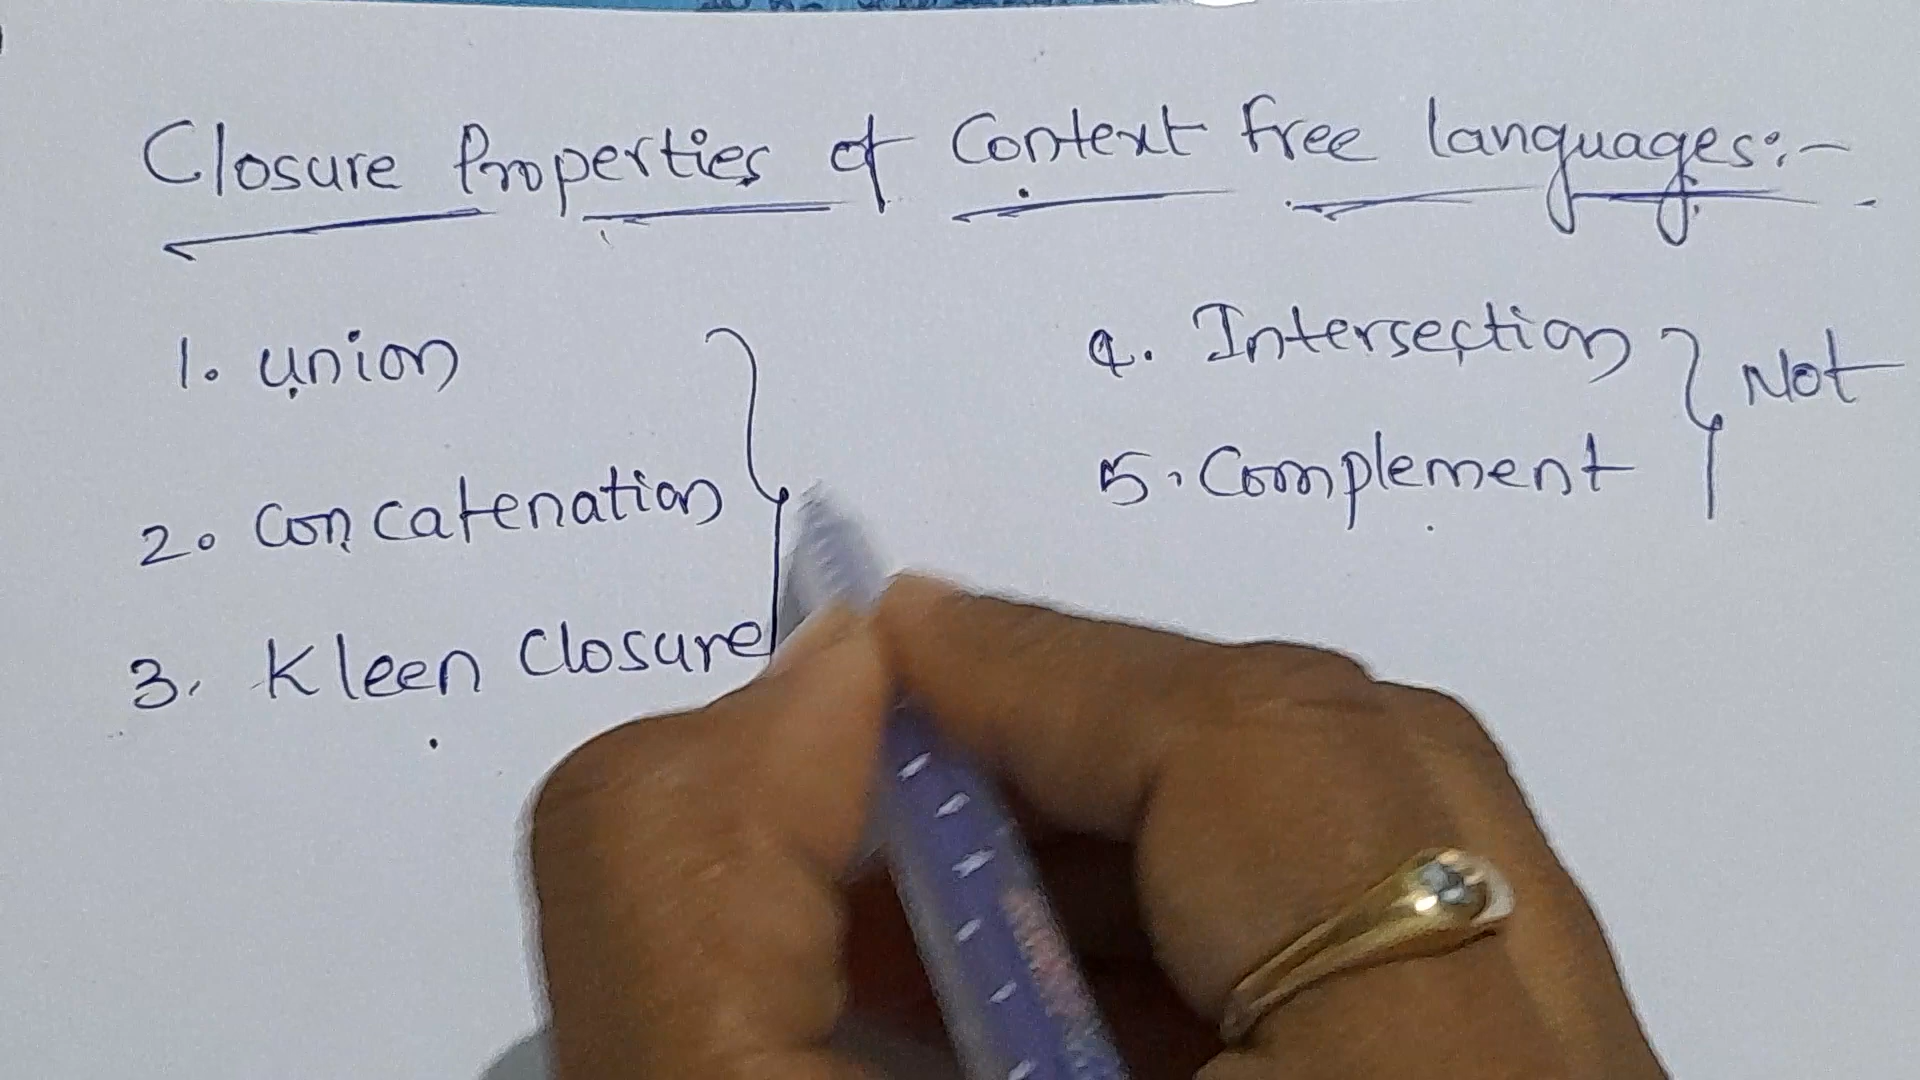 Closure Properties of Context free languages:-
1. union
2. Concatenation
3. Kleen Closure
4. Intersection
5. Complement
Not